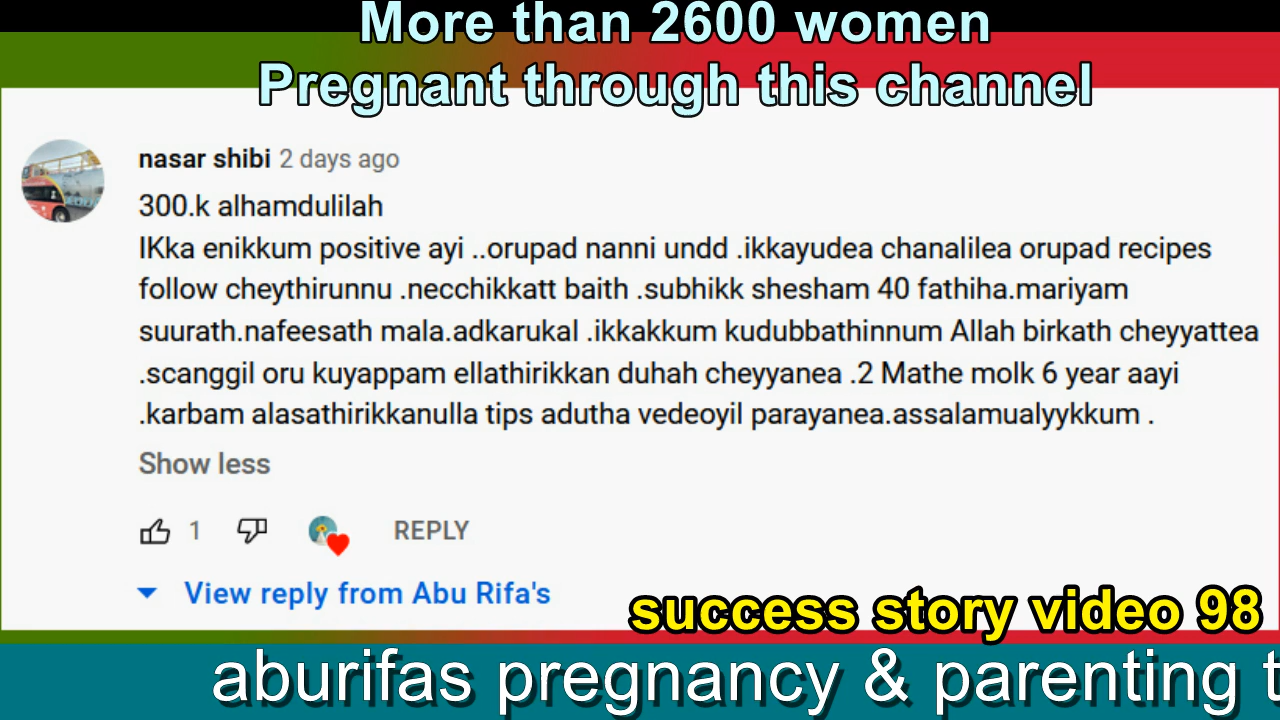 More than 2600 women
Pregnant through this channel
nasar shibi 2 days ago
300.k alhamdulilah
IKka enikkum positive ayi ..orupad nanni undd .ikkayudea chanalilea orupad recipes
follow cheythirunnu .necchikkatt baith .subhikk shesham 40 fathiha.mariyam
suurath.nafeesath mala.adkarukal .ikkakkum kudubbathinnum Allah birkath cheyyattea
.scanggil oru kuyappam ellathirikkan duhah cheyyanea .2 Mathe molk 6 year aayi
.karbam alasathirikkanulla tips adutha vedeoyil parayanea.assalamualyykkum .
Show less
1 REPLY
View reply from Abu Rifa's
success story video 98
aburifas pregnancy & parenting t